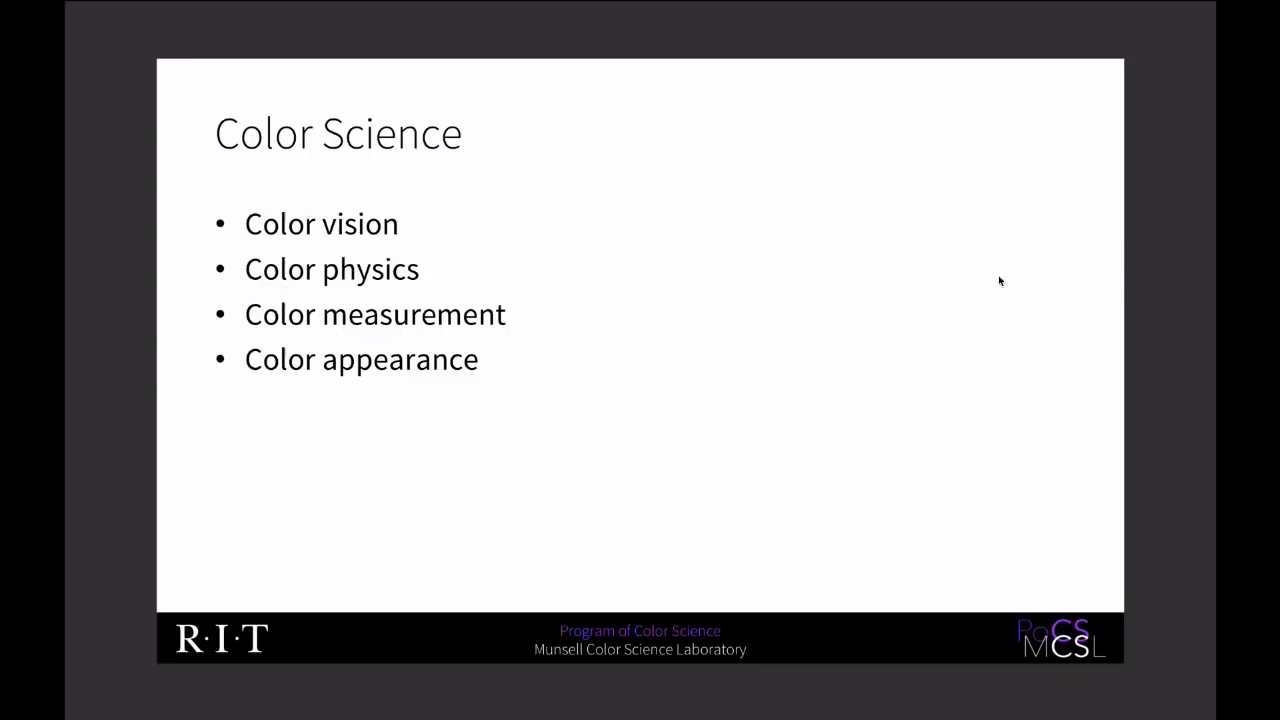 Color Science
• Color vision
• Color physics
• Color measurement
• Color appearance
R·I·T
Program of Color Science
Munsell Color Science Laboratory
PoCS
MCSL